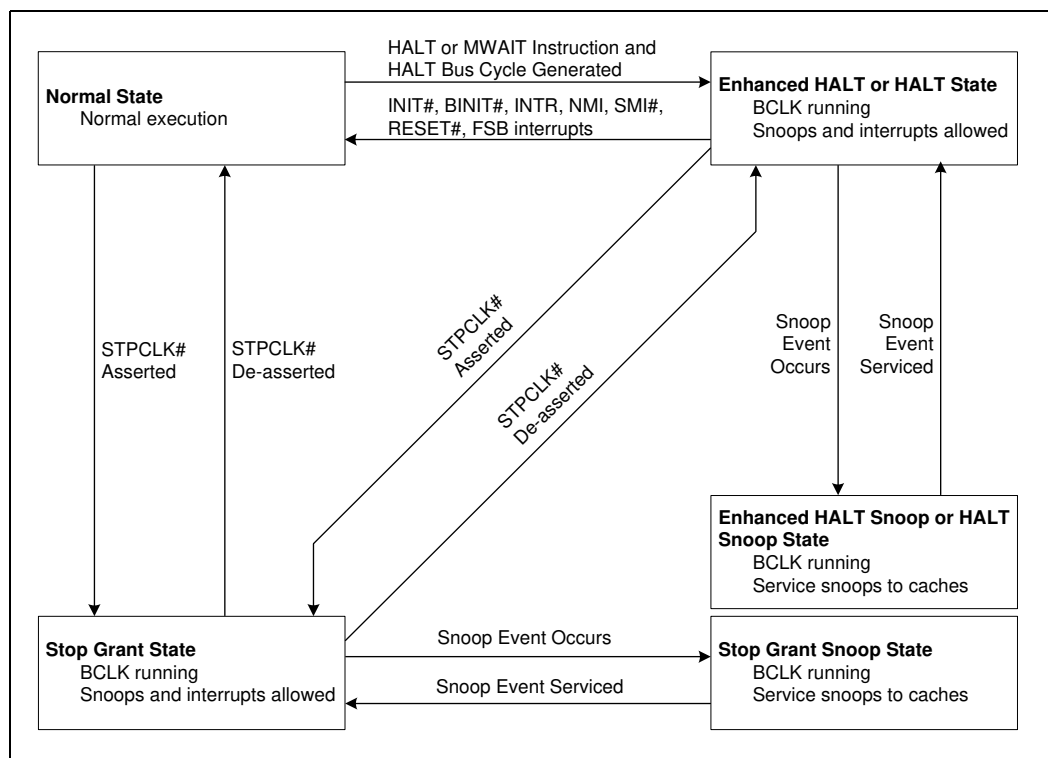 HALT or MWAIT Instruction and
HALT Bus Cycle Generated
Normal State
Normal execution
INIT#, BINIT#, INTR, NMI, SMI#,
RESET#, FSB interrupts
Enhanced HALT or HALT State
BCLK running
Snoops and interrupts allowed
STPCLK#
Asserted
STPCLK#
De-asserted
STPCLK#
Asserted
STPCLK#
De-asserted
Snoop
Event
Occurs
Snoop
Event
Serviced
Enhanced HALT Snoop or HALT
Snoop State
BCLK running
Service snoops to caches
Stop Grant State
BCLK running
Snoops and interrupts allowed
Snoop Event Occurs
Snoop Event Serviced
Stop Grant Snoop State
BCLK running
Service snoops to caches